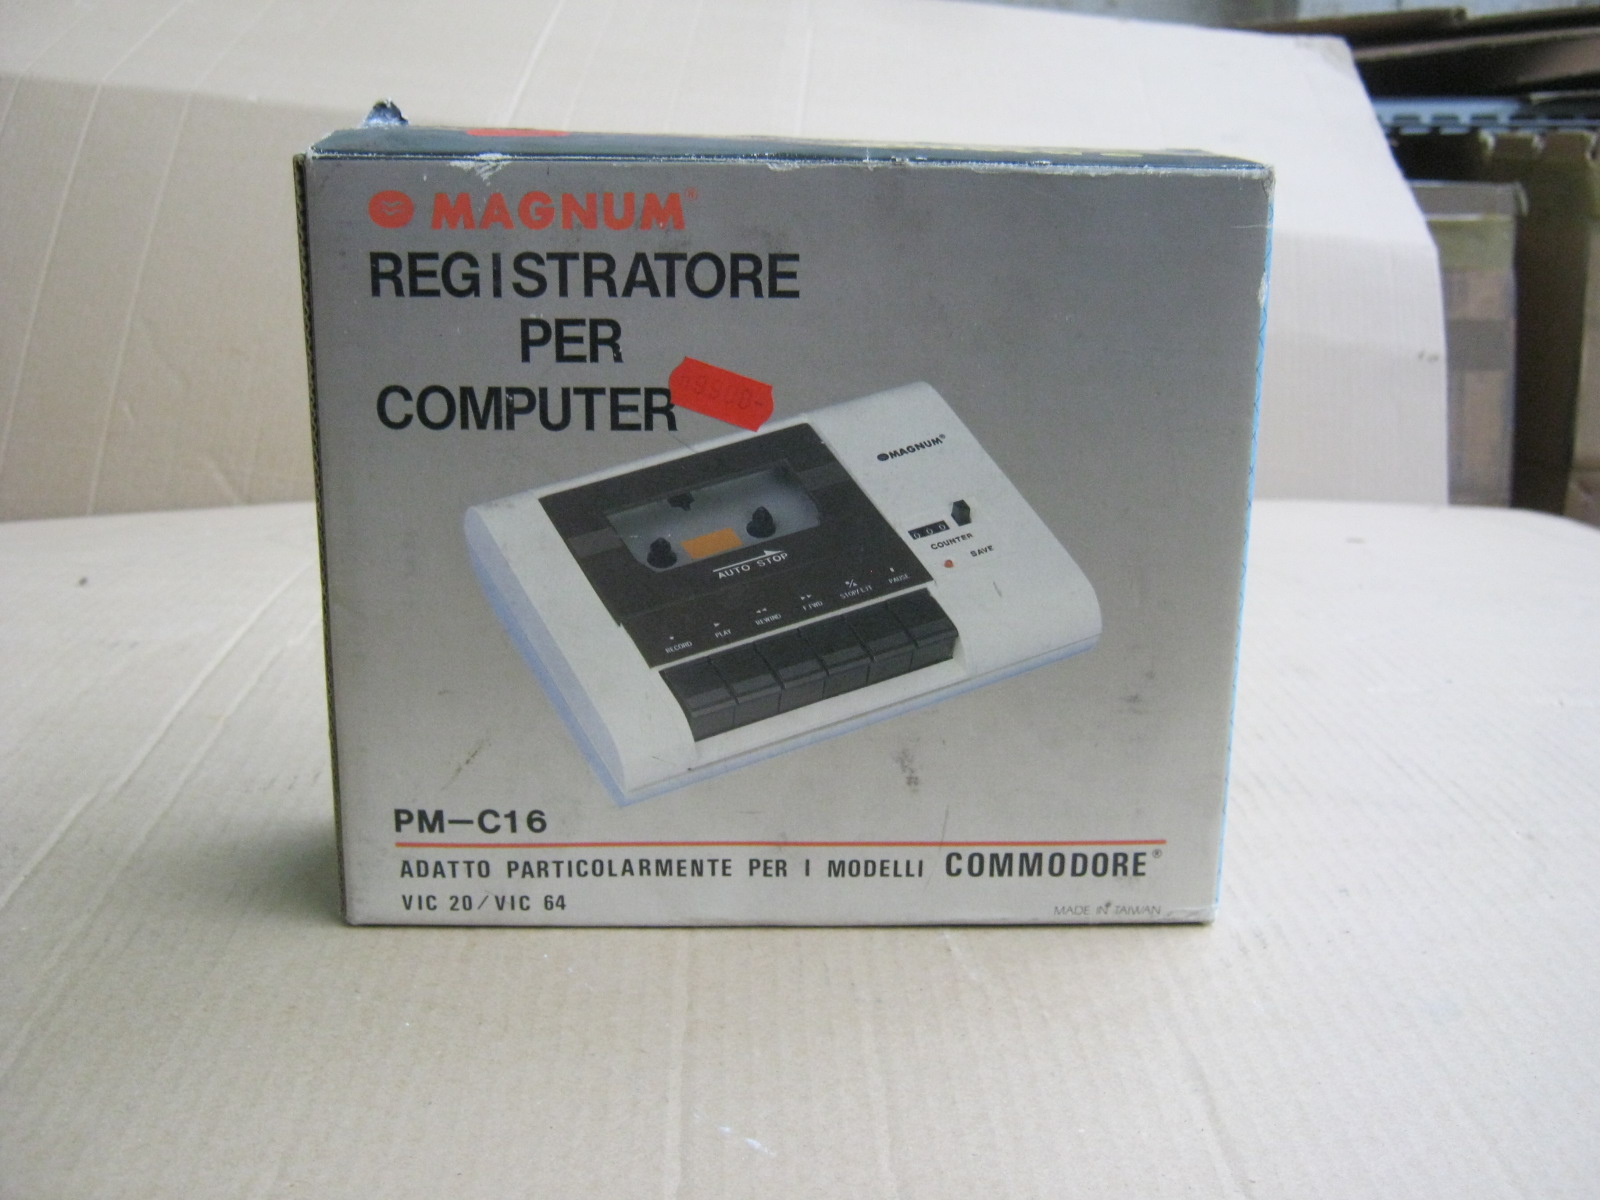 MAGNUM®
REGISTRATORE
PER
COMPUTER
MAGNUM®
000
COUNTER
SAVE
AUTO STOP
RECORD
PLAY
REWIND
F.FWD
PAUSE
PM-C16
ADATTO PARTICOLARMENTE PER I MODELLI COMMODORE®
VIC 20/VIC 64
MADE IN TAIWAN